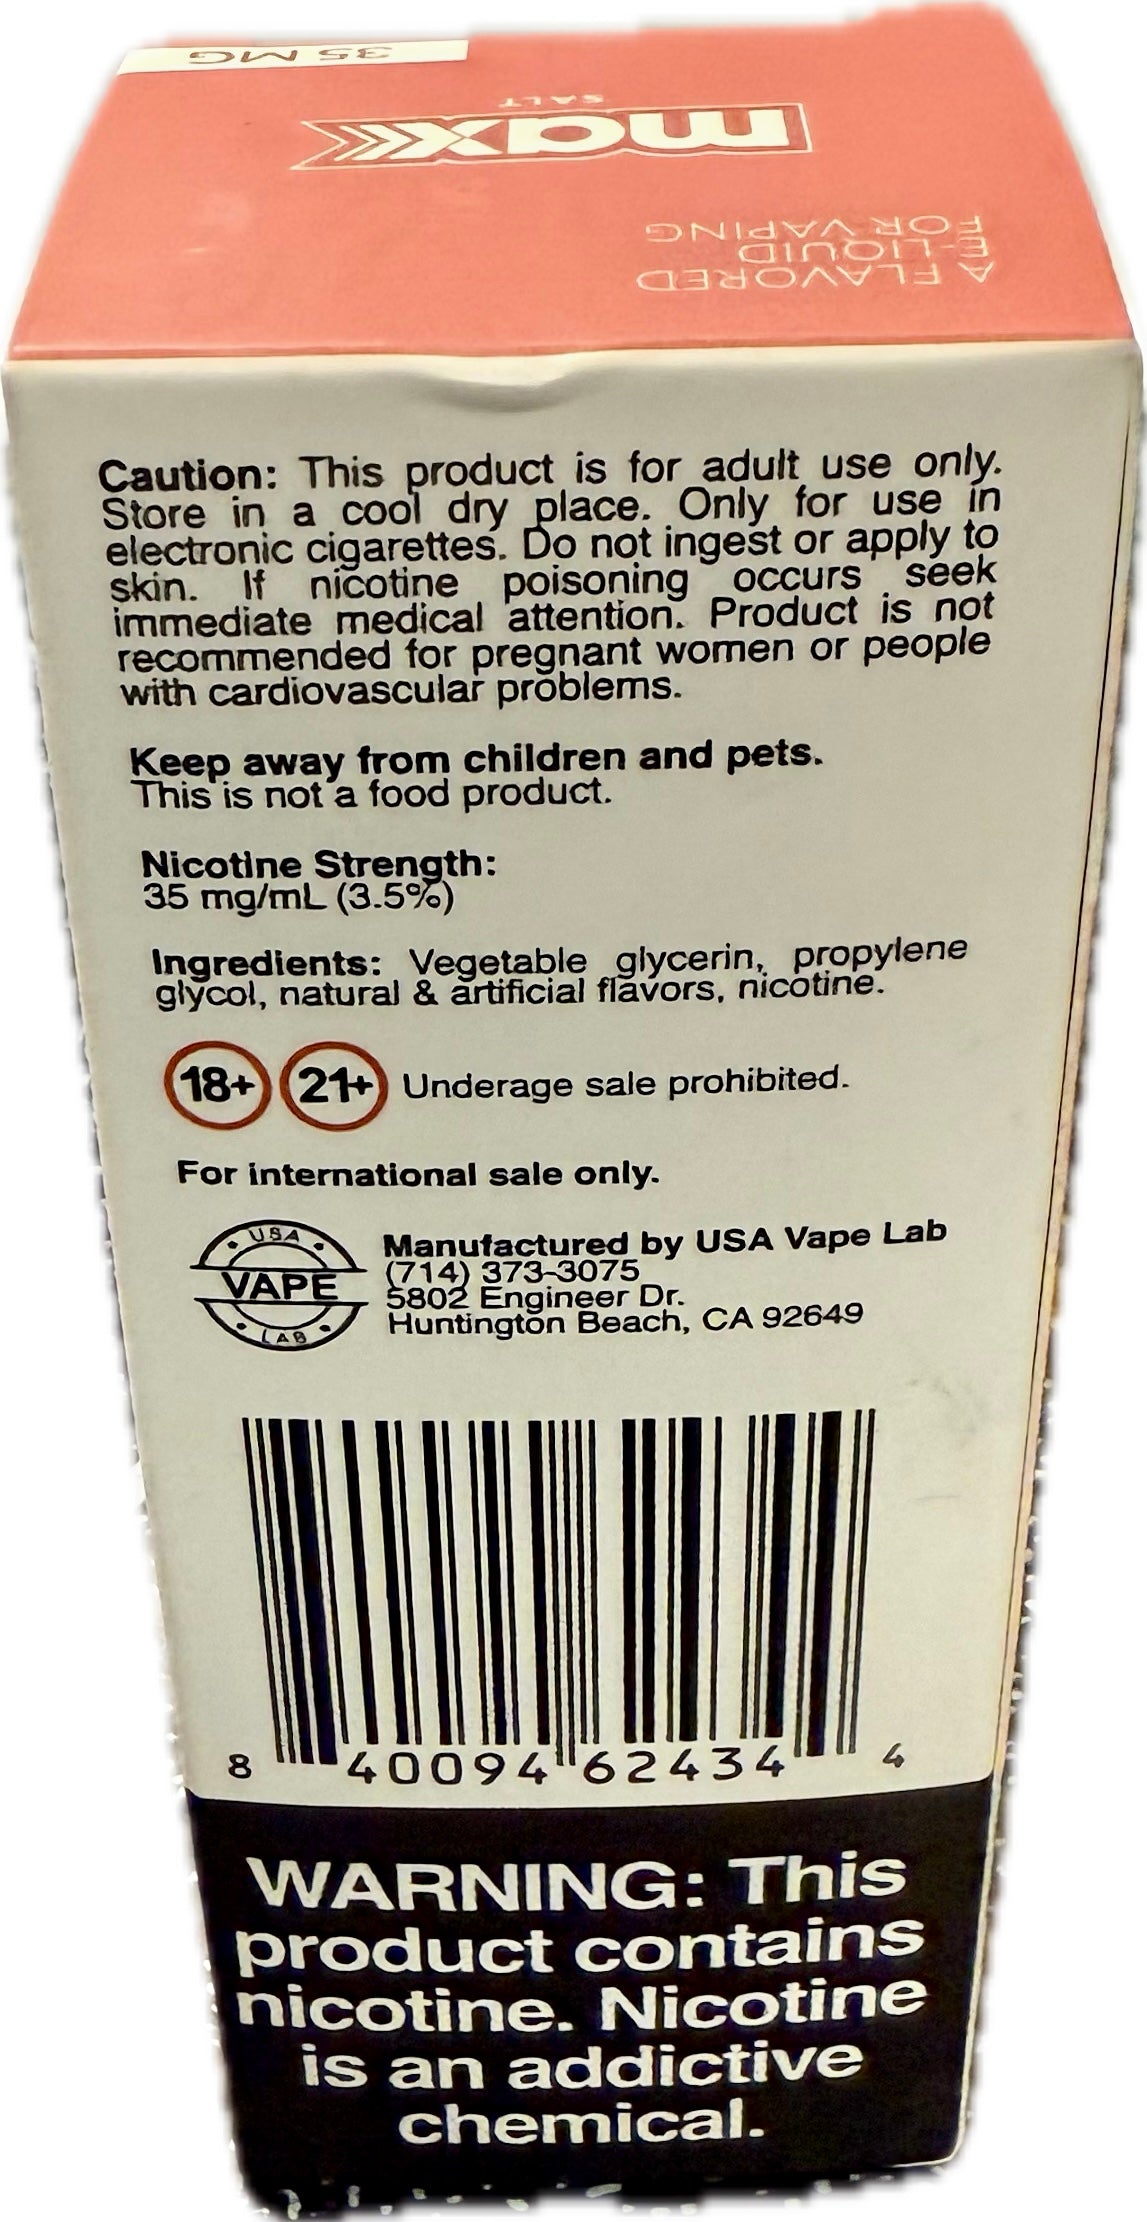 35 MG
SALT
max
A FLAVORED
E-LIQUID
FOR VAPING
Caution: This product is for adult use only.
Store in a cool dry place. Only for use in
electronic cigarettes. Do not ingest or apply to
skin. If nicotine poisoning occurs seek
immediate medical attention. Product is not
recommended for pregnant women or people
with cardiovascular problems.
Keep away from children and pets.
This is not a food product.
Nicotine Strength:
35 mg/mL (3.5%)
Ingredients: Vegetable glycerin, propylene
glycol, natural & artificial flavors, nicotine.
18+ 21+ Underage sale prohibited.
For international sale only.
USA
VAPE
LAB
Manufactured by USA Vape Lab
(714) 373-3075
5802 Engineer Dr.
Huntington Beach, CA 92649
8 40094 62434 4
WARNING: This
product contains
nicotine. Nicotine
is an addictive
chemical.